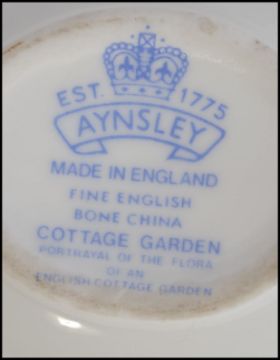 EST. 1775
AYNSLEY
MADE IN ENGLAND
FINE ENGLISH
BONE CHINA
COTTAGE GARDEN
PORTRAYAL OF THE FLORA
OF AN
ENGLISH COTTAGE GARDEN